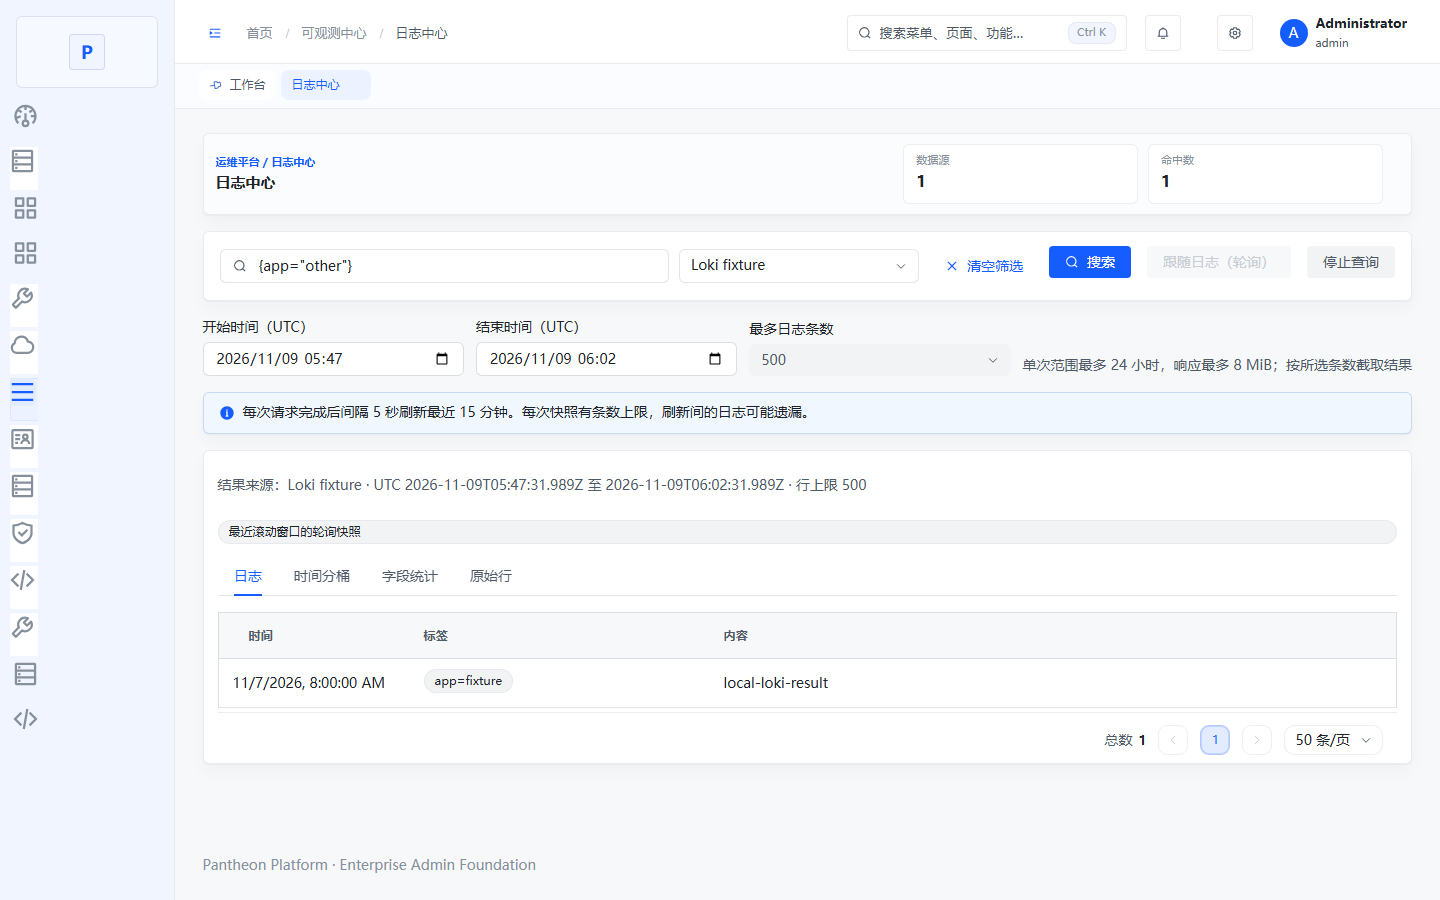 P
首页 / 可观测中心 / 日志中心
搜索菜单、页面、功能... Ctrl K
A Administrator
admin
工作台 日志中心
运维平台 / 日志中心
日志中心
数据源
1
命中数
1
{app="other"} Loki fixture 清空筛选 搜索 跟随日志（轮询） 停止查询
开始时间（UTC） 结束时间（UTC） 最多日志条数
2026/11/09 05:47 2026/11/09 06:02 500 单次范围最多 24 小时，响应最多 8 MiB；按所选条数截取结果
每次请求完成后间隔 5 秒刷新最近 15 分钟。每次快照有条数上限，刷新间的日志可能遗漏。
结果来源：Loki fixture · UTC 2026-11-09T05:47:31.989Z 至 2026-11-09T06:02:31.989Z · 行上限 500
最近滚动窗口的轮询快照
日志 时间分桶 字段统计 原始行
时间 标签 内容
11/7/2026, 8:00:00 AM app=fixture local-loki-result
总数 1 1 50 条/页
Pantheon Platform · Enterprise Admin Foundation